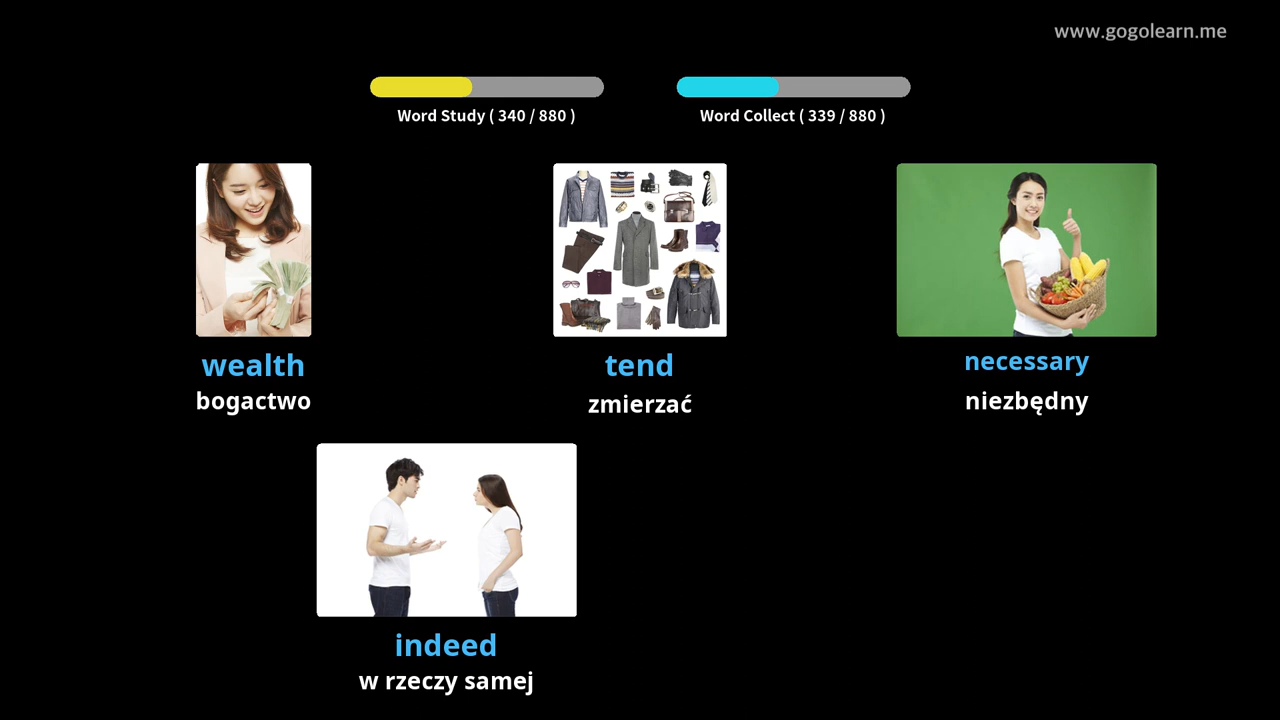 www.gogolearn.me
Word Study ( 340 / 880 )
Word Collect ( 339 / 880 )
wealth
bogactwo
tend
zmierzać
necessary
niezbędny
indeed
w rzeczy samej